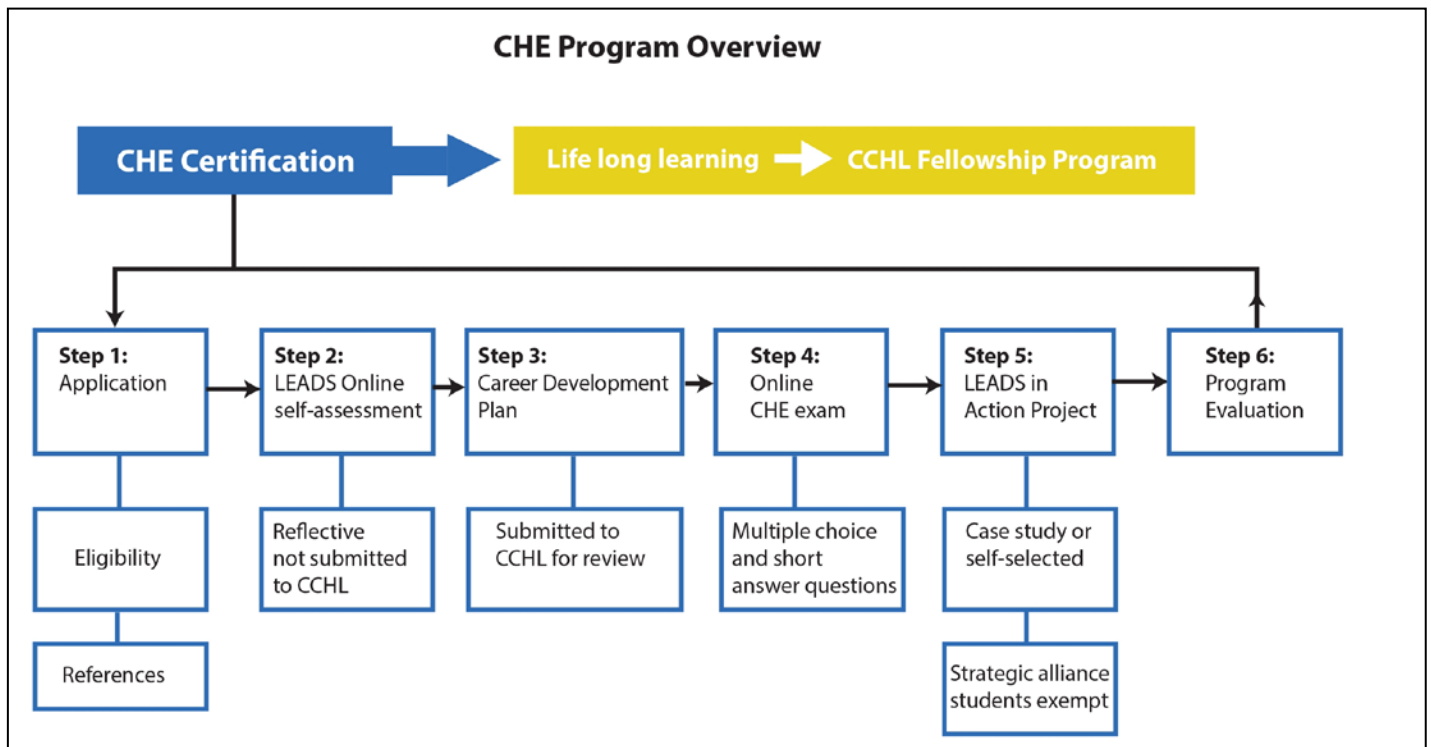 CHE Program Overview
CHE Certification
Life long learning
CCHL Fellowship Program
Step 1:
Application
Step 2:
LEADS Online
self-assessment
Step 3:
Career Development
Plan
Step 4:
Online
CHE exam
Step 5:
LEADS in
Action Project
Step 6:
Program
Evaluation
Eligibility
Reflective
not submitted
to CCHL
Submitted to
CCHL for review
Multiple choice
and short
answer questions
Case study or
self-selected
References
Strategic alliance
students exempt